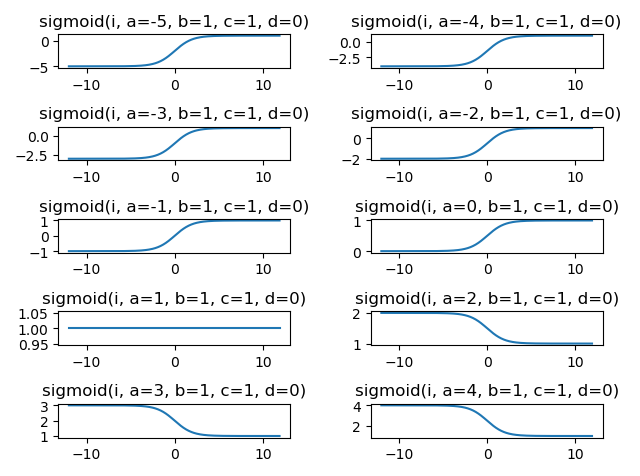 sigmoid(i, a=-5, b=1, c=1, d=0)
0
−5
−10 0 10
sigmoid(i, a=-4, b=1, c=1, d=0)
0.0
−2.5
−10 0 10
sigmoid(i, a=-3, b=1, c=1, d=0)
0.0
−2.5
−10 0 10
sigmoid(i, a=-2, b=1, c=1, d=0)
0
−2
−10 0 10
sigmoid(i, a=-1, b=1, c=1, d=0)
1
0
−1
−10 0 10
sigmoid(i, a=0, b=1, c=1, d=0)
1
0
−10 0 10
sigmoid(i, a=1, b=1, c=1, d=0)
1.05
1.00
0.95
−10 0 10
sigmoid(i, a=2, b=1, c=1, d=0)
2
1
−10 0 10
sigmoid(i, a=3, b=1, c=1, d=0)
3
2
1
−10 0 10
sigmoid(i, a=4, b=1, c=1, d=0)
4
2
−10 0 10